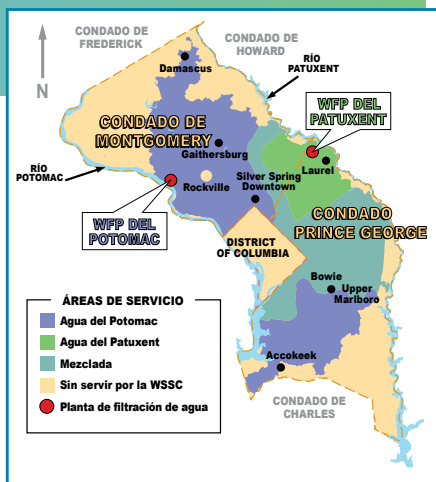 CONDADO DE
FREDERICK
CONDADO DE
HOWARD
N
Damascus
RÍO
PATUXENT
WFP DEL
PATUXENT
CONDADO DE
MONTGOMERY
Gaithersburg
Laurel
RÍO
POTOMAC
Rockville
Silver Spring
Downtown
WFP DEL
POTOMAC
CONDADO
PRINCE GEORGE
DISTRICT
OF COLUMBIA
Bowie
Upper
Marlboro
ÁREAS DE SERVICIO
Agua del Potomac
Agua del Patuxent
Mezclada
Sin servir por la WSSC
Planta de filtración de agua
Accokeek
CONDADO DE
CHARLES